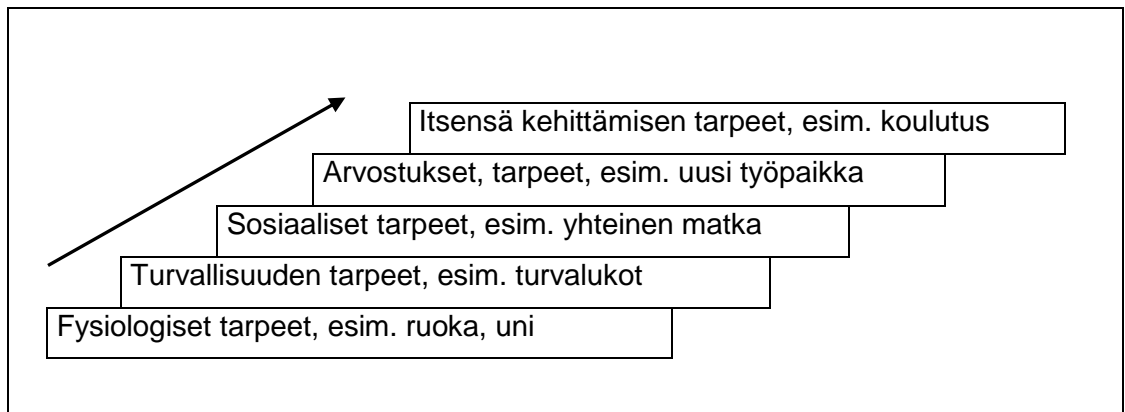 Itsensä kehittämisen tarpeet, esim. koulutus
Arvostukset, tarpeet, esim. uusi työpaikka
Sosiaaliset tarpeet, esim. yhteinen matka
Turvallisuuden tarpeet, esim. turvalukot
Fysiologiset tarpeet, esim. ruoka, uni